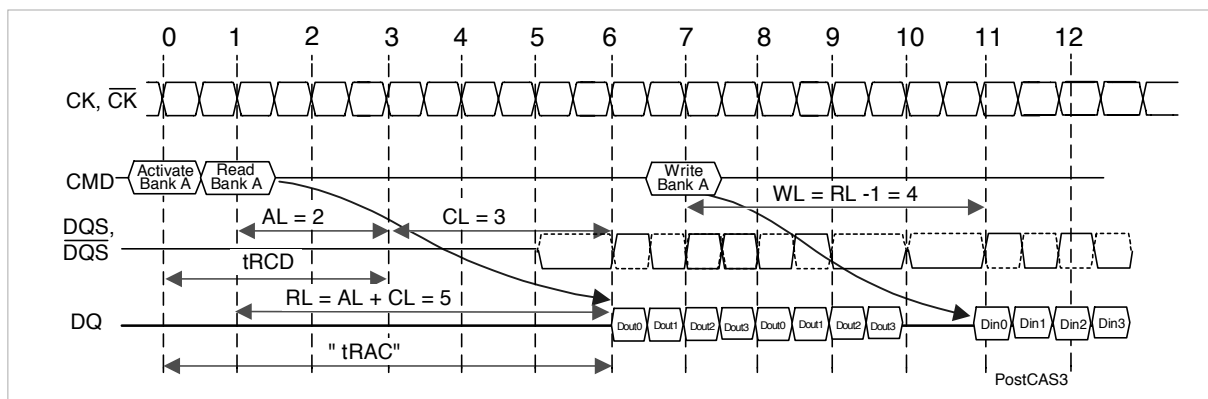 0 1 2 3 4 5 6 7 8 9 10 11 12
CK, CK
CMD
Activate
Bank A
Read
Bank A
Write
Bank A
WL = RL -1 = 4
AL = 2
CL = 3
DQS,
DQS
tRCD
RL = AL + CL = 5
DQ
Dout0 Dout1 Dout2 Dout3 Dout0 Dout1 Dout2 Dout3
Din0 Din1 Din2 Din3
" tRAC"
PostCAS3